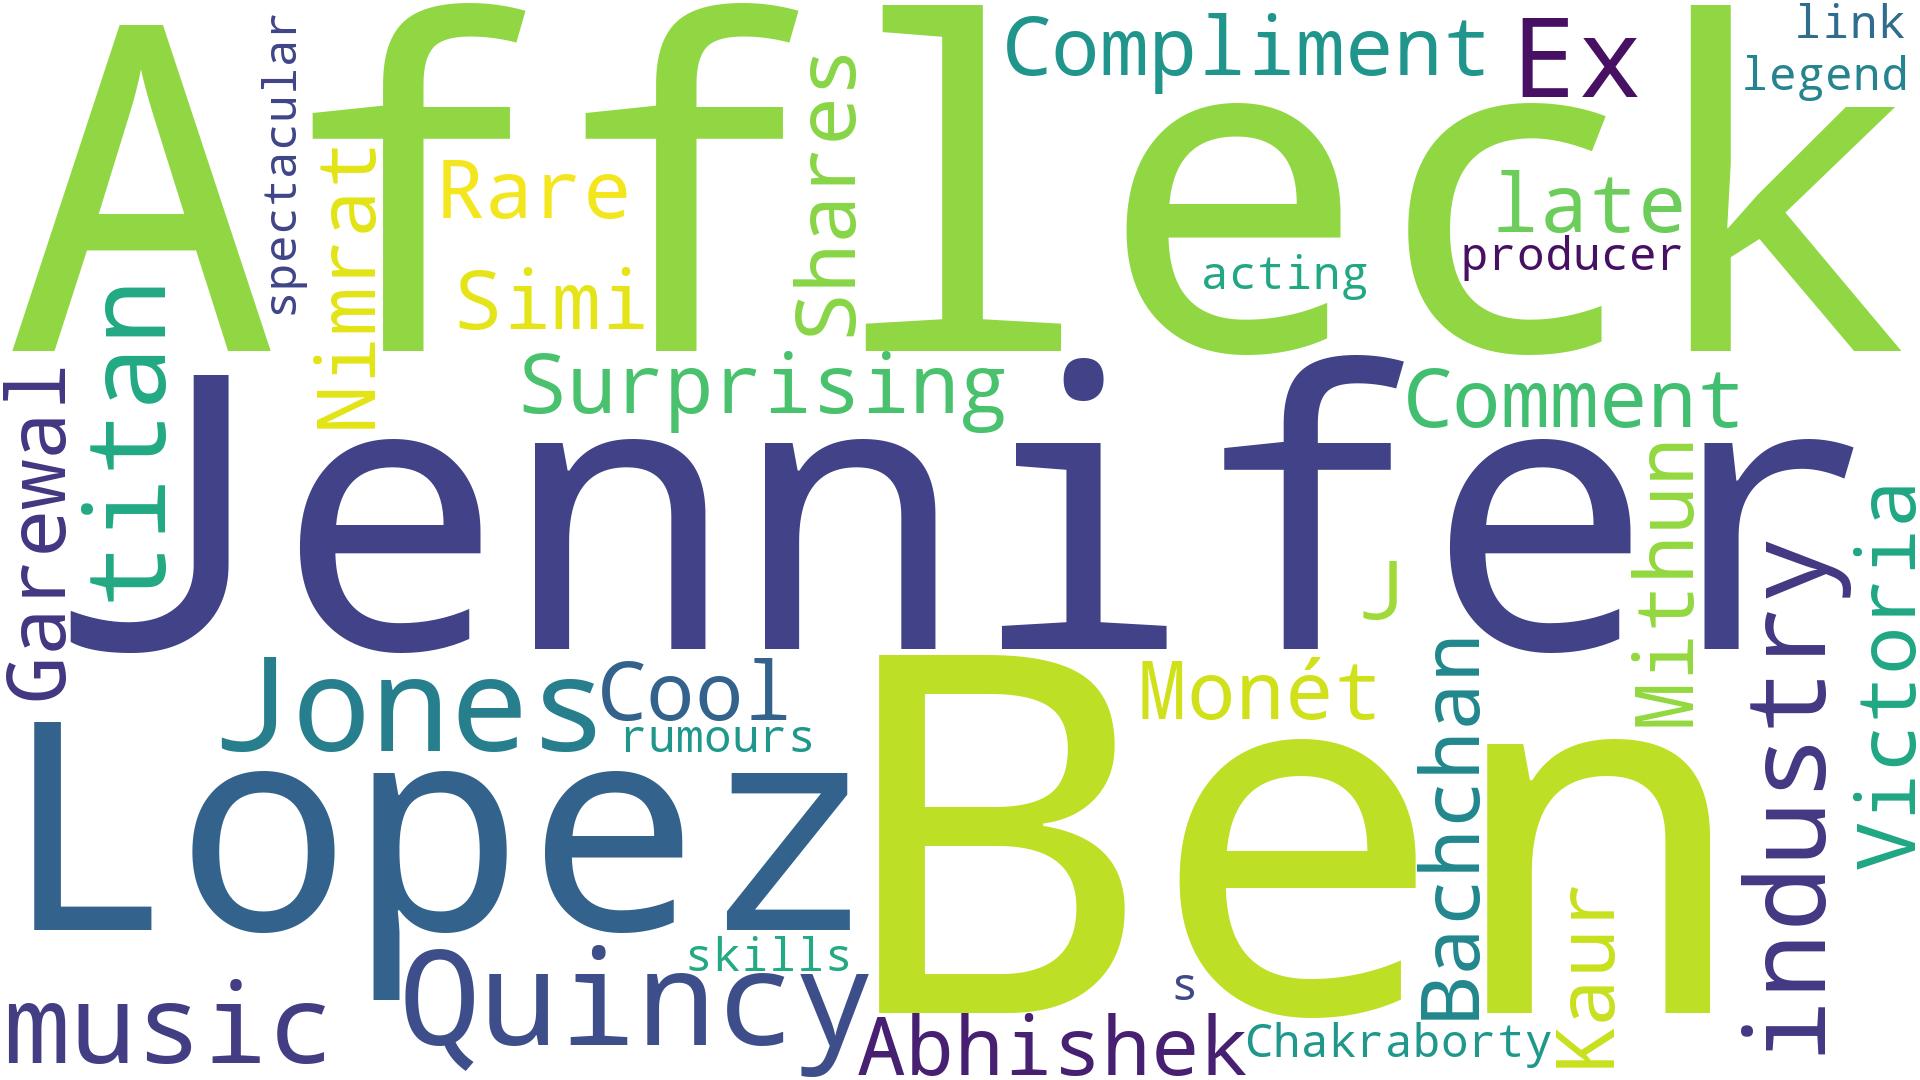 Affleck
spectacular
Compliment
Ex
link
legend
Shares
Nimrat
Rare
late
producer
Simi
acting
titan
Surprising
Comment
Garewal
Jennifer
Mithun
J
Victoria
industry
Jones
Cool
Monét
Bachchan
rumours
Lopez
Ben
Kaur
skills
Quincy
s
music
Abhishek
Chakraborty